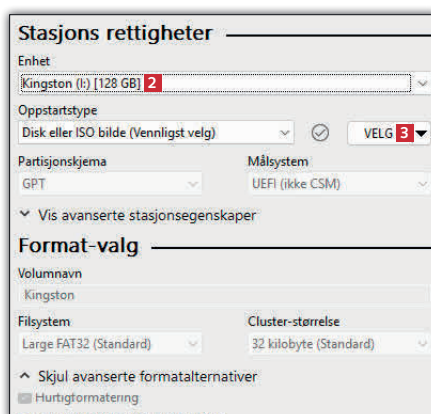 Stasjons rettigheter
Enhet
Kingston (I:) [128 GB] 2
Oppstartstype
Disk eller ISO bilde (Vennligst velg) VELG 3
Partisjonskjema Målsystem
GPT UEFI (ikke CSM)
Vis avanserte stasjonsegenskaper
Format-valg
Volumnavn
Kingston
Filsystem Cluster-størrelse
Large FAT32 (Standard) 32 kilobyte (Standard)
Skjul avanserte formatalternativer
Hurtigformatering